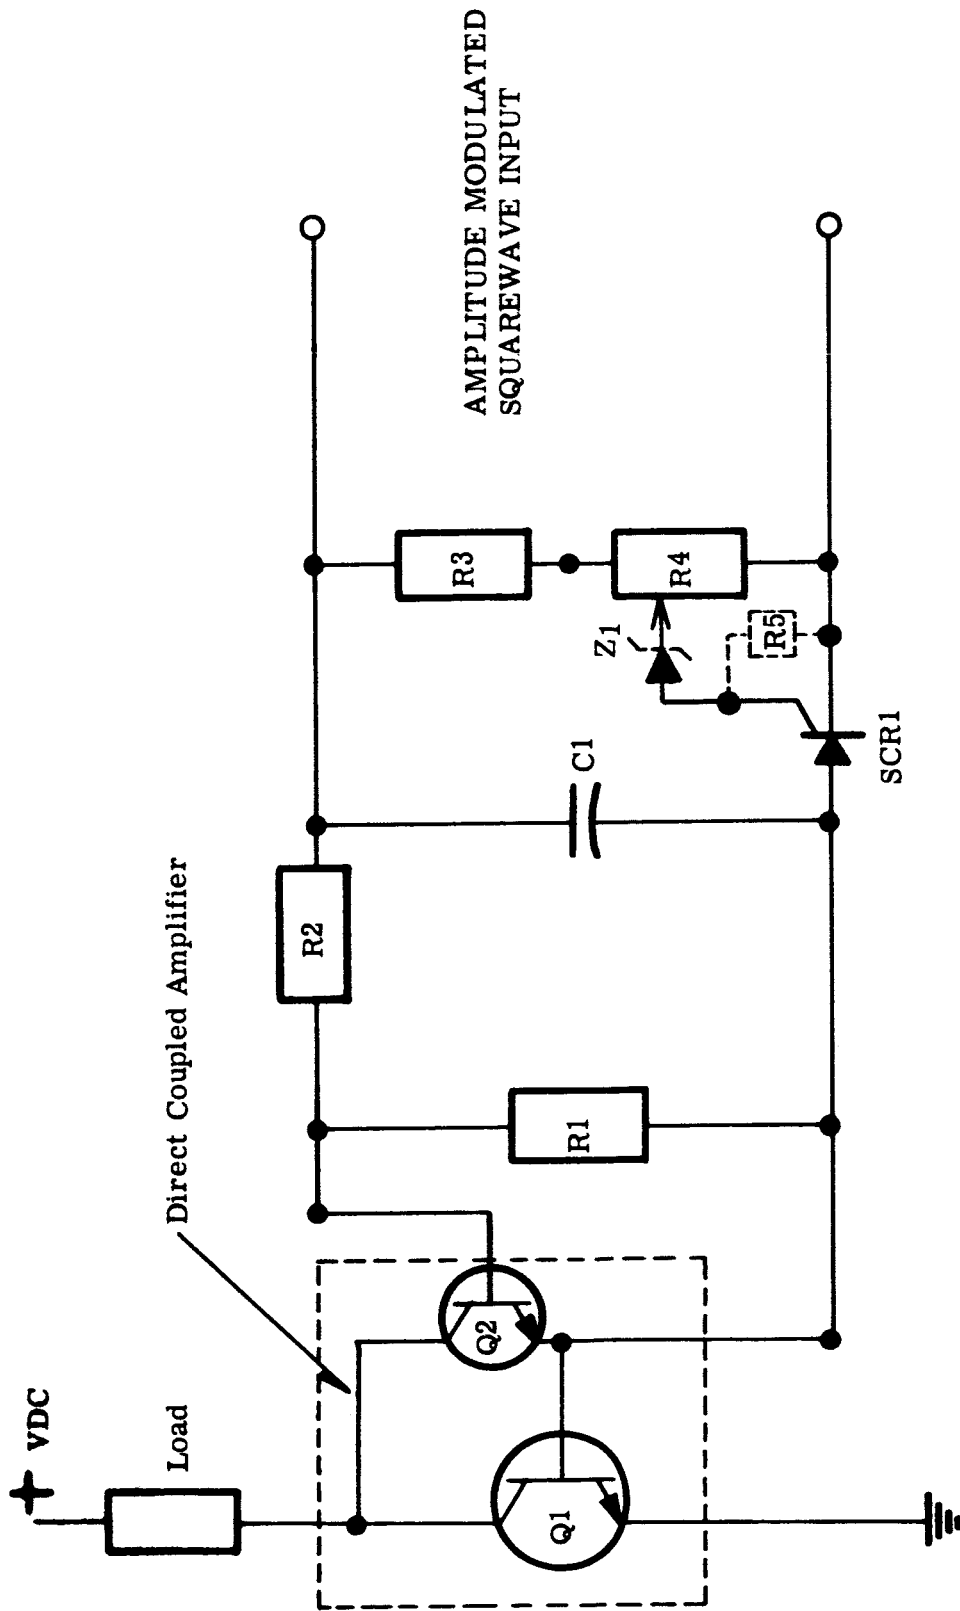 + VDC
Load
Direct Coupled Amplifier
Q1
Q2
R1
R2
C1
SCR1
Z1
R5
R3
R4
AMPLITUDE MODULATED
SQUAREWAVE INPUT